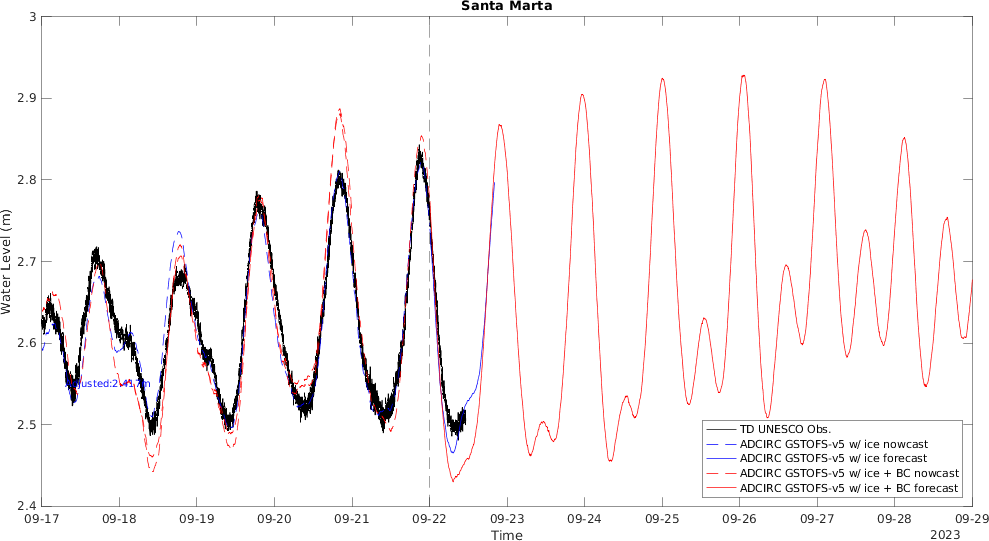 Santa Marta
3
2.9
2.8
2.7
2.6
2.5
2.4
Water Level (m)
09-17
09-18
09-19
09-20
09-21
09-22
09-23
09-24
09-25
09-26
09-27
09-28
09-29
Time
2023
TD UNESCO Obs.
ADCIRC GSTOFS-v5 w/ ice nowcast
ADCIRC GSTOFS-v5 w/ ice forecast
ADCIRC GSTOFS-v5 w/ ice + BC nowcast
ADCIRC GSTOFS-v5 w/ ice + BC forecast